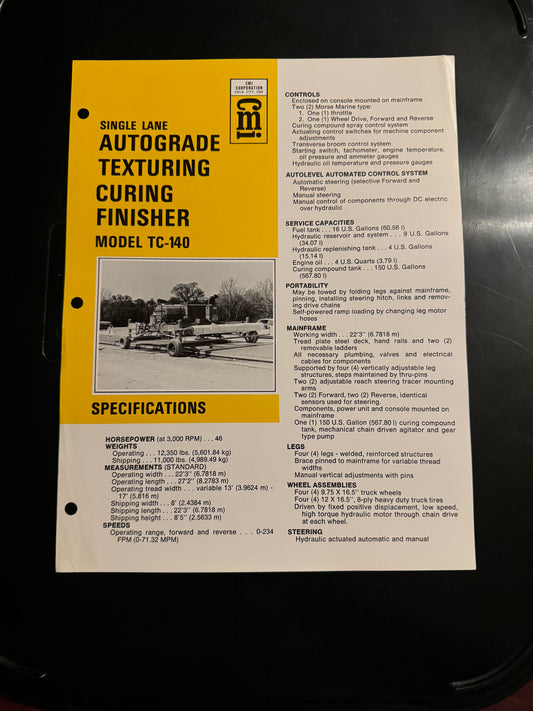 CMI
CORPORATION
OKLA. CITY, USA
cmi
SINGLE LANE
AUTOGRADE
TEXTURING
CURING
FINISHER
MODEL TC-140
SPECIFICATIONS
HORSEPOWER (at 3,000 RPM) . . . 46
WEIGHTS
Operating . . . 12,350 lbs. (5,601.84 kg)
Shipping . . . 11,000 lbs. (4,989.49 kg)
MEASUREMENTS (STANDARD)
Operating width . . . 22'3" (6.7818 m)
Operating length . . . 27'2" (8.2783 m)
Operating tread width . . . variable 13' (3.9624 m) -
17' (5.816 m)
Shipping width . . . 8' (2.4384 m)
Shipping length . . . 22'3" (6.7818 m)
Shipping height . . . 8'5" (2.5633 m)
SPEEDS
Operating range, forward and reverse . . . 0-234
FPM (0-71.32 MPM)
CONTROLS
Enclosed on console mounted on mainframe
Two (2) Morse Marine type:
1. One (1) throttle
2. One (1) Wheel Drive, Forward and Reverse
Curing compound spray control system
Actuating control switches for machine component
adjustments
Transverse broom control system
Starting switch, tachometer, engine temperature,
oil pressure and ammeter gauges
Hydraulic oil temperature and pressure gauges
AUTOLEVEL AUTOMATED CONTROL SYSTEM
Automatic steering (selective Forward and
Reverse)
Manual steering
Manual control of components through DC electric
over hydraulic
SERVICE CAPACITIES
Fuel tank . . . 16 U.S. Gallons (60.56 l)
Hydraulic reservoir and system . . . 9 U.S. Gallons
(34.07 l)
Hydraulic replenishing tank . . . 4 U.S. Gallons
(15.14 l)
Engine oil . . . 4 U.S. Quarts (3.79 l)
Curing compound tank . . . 150 U.S. Gallons
(567.80 l)
PORTABILITY
May be towed by folding legs against mainframe,
pinning, installing steering hitch, links and remov-
ing drive chains
Self-powered ramp loading by changing leg motor
hoses
MAINFRAME
Working width . . . 22'3" (6.7818 m)
Tread plate steel deck, hand rails and two (2)
removable ladders
All necessary plumbing, valves and electrical
cables for components
Supported by four (4) vertically adjustable leg
structures, steps maintained by thru-pins
Two (2) adjustable reach steering tracer mounting
arms
Two (2) Forward, two (2) Reverse, identical
sensors used for steering.
Components, power unit and console mounted on
mainframe
One (1) 150 U.S. Gallon (567.80 l) curing compound
tank, mechanical chain driven agitator and gear
type pump
LEGS
Four (4) legs - welded, reinforced structures
Brace pinned to mainframe for variable thread
widths
Manual vertical adjustments with pins
WHEEL ASSEMBLIES
Four (4) 9.75 X 16.5" truck wheels
Four (4) 12 X 16.5", 8-ply heavy duty truck tires
Driven by fixed positive displacement, low speed,
high torque hydraulic motor through chain drive
at each wheel.
STEERING
Hydraulic actuated automatic and manual